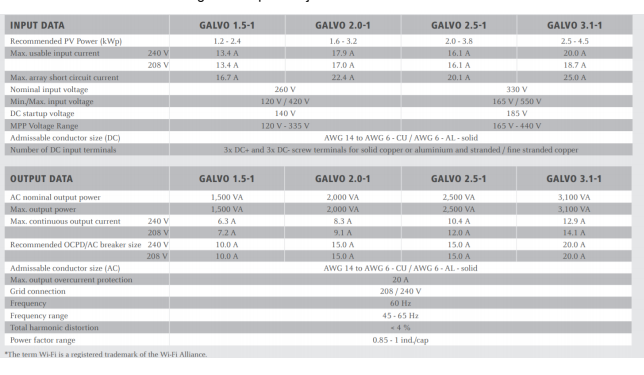 INPUT DATA GALVO 1.5-1 GALVO 2.0-1 GALVO 2.5-1 GALVO 3.1-1
Recommended PV Power (kWp) 1.2 - 2.4 1.6 - 3.2 2.0 - 3.8 2.5 - 4.5
Max. usable input current 240 V 13.4 A 17.9 A 16.1 A 20.0 A
208 V 13.4 A 17.0 A 16.1 A 18.7 A
Max. array short circuit current 16.7 A 22.4 A 20.1 A 25.0 A
Nominal input voltage 260 V 330 V
Min./Max. input voltage 120 V / 420 V 165 V / 550 V
DC startup voltage 140 V 185 V
MPP Voltage Range 120 V - 335 V 165 V - 440 V
Admissable conductor size (DC) AWG 14 to AWG 6 - CU / AWG 6 - AL - solid
Number of DC input terminals 3x DC+ and 3x DC- screw terminals for solid copper or aluminium and stranded / fine stranded copper
OUTPUT DATA GALVO 1.5-1 GALVO 2.0-1 GALVO 2.5-1 GALVO 3.1-1
AC nominal output power 1,500 VA 2,000 VA 2,500 VA 3,100 VA
Max. output power 1,500 VA 2,000 VA 2,500 VA 3,100 VA
Max. continuous output current 240 V 6.3 A 8.3 A 10.4 A 12.9 A
208 V 7.2 A 9.1 A 12.0 A 14.1 A
Recommended OCPD/AC breaker size 240 V 10.0 A 15.0 A 15.0 A 20.0 A
208 V 10.0 A 15.0 A 15.0 A 20.0 A
Admissable conductor size (AC) AWG 14 to AWG 6 - CU / AWG 6 - AL - solid
Max. output overcurrent protection 20 A
Grid connection 208 / 240 V
Frequency 60 Hz
Frequency range 45 - 65 Hz
Total harmonic distortion < 4 %
Power factor range 0.85 - 1 ind./cap
*The term Wi-Fi is a registered trademark of the Wi-Fi Alliance.